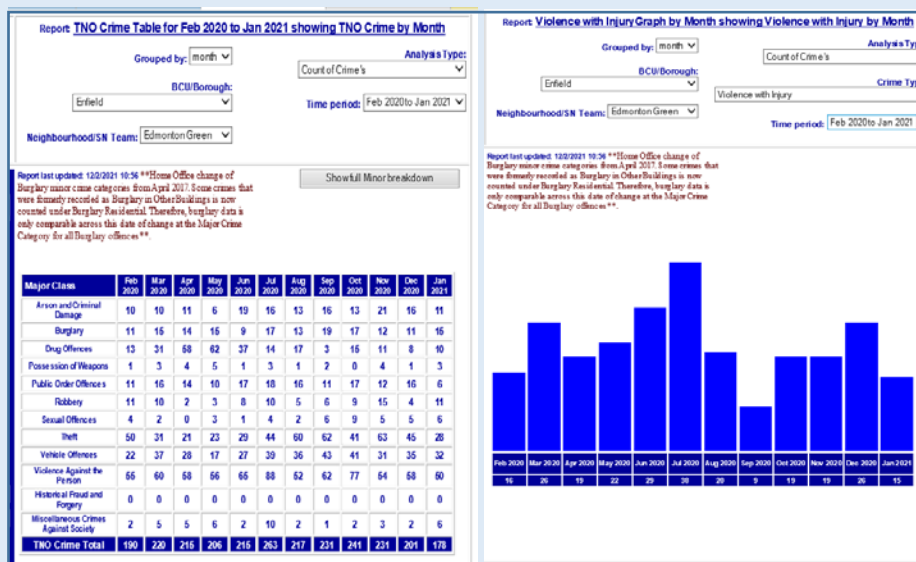 Report: TNO Crime Table for Feb 2020 to Jan 2021 showing TNO Crime by Month
Grouped by: month
Analysis Type:
Count of Crime's
BCU/Borough:
Enfield
Time period: Feb 2020 to Jan 2021
Neighbourhood/SN Team: Edmonton Green
Report last updated: 12/2/2021 10:56 **Home Office change of
Burglary minor crime categories from April 2017. Some crimes that
were formerly recorded as Burglary in Other Buildings is now
counted under Burglary Residential. Therefore, burglary data is
only comparable across this date of change at the Major Crime
Category for all Burglary offences**.
Show full Minor breakdown
Major Class Feb 2020 Mar 2020 Apr 2020 May 2020 Jun 2020 Jul 2020 Aug 2020 Sep 2020 Oct 2020 Nov 2020 Dec 2020 Jan 2021
Arson and Criminal Damage 10 10 11 6 19 16 13 16 13 21 16 11
Burglary 11 15 14 15 9 17 13 19 17 12 11 15
Drug Offences 13 31 58 62 37 14 17 3 15 11 8 10
Possession of Weapons 1 3 4 5 1 3 1 2 0 4 1 3
Public Order Offences 11 16 14 10 17 18 16 11 17 12 16 6
Robbery 11 10 2 3 8 10 5 6 9 15 4 11
Sexual Offences 4 2 0 3 1 4 2 6 9 5 5 6
Theft 50 31 21 23 29 44 60 62 41 63 45 28
Vehicle Offences 22 37 28 17 27 39 36 43 41 31 35 32
Violence Against the Person 55 60 58 56 65 88 52 62 77 54 58 50
Historical Fraud and Forgery 0 0 0 0 0 0 0 0 0 0 0 0
Miscellaneous Crimes Against Society 2 5 5 6 2 10 2 1 2 3 2 6
TNO Crime Total 190 220 215 206 215 263 217 231 241 231 201 178
Report: Violence with Injury Graph by Month showing Violence with Injury by Month
Grouped by: month
Analysis Typ
Count of Crime's
BCU/Borough:
Enfield
Crime Typ
Violence with Injury
Neighbourhood/SN Team: Edmonton Green
Time period: Feb 2020 to Jan 2021
Report last updated: 12/2/2021 10:56 **Home Office change of
Burglary minor crime categories from April 2017. Some crimes that
were formerly recorded as Burglary in Other Buildings is now
counted under Burglary Residential. Therefore, burglary data is
only comparable across this date of change at the Major Crime
Category for all Burglary offences**.
Feb 2020 Mar 2020 Apr 2020 May 2020 Jun 2020 Jul 2020 Aug 2020 Sep 2020 Oct 2020 Nov 2020 Dec 2020 Jan 2021
16 26 19 22 29 20 9 19 19 26 15